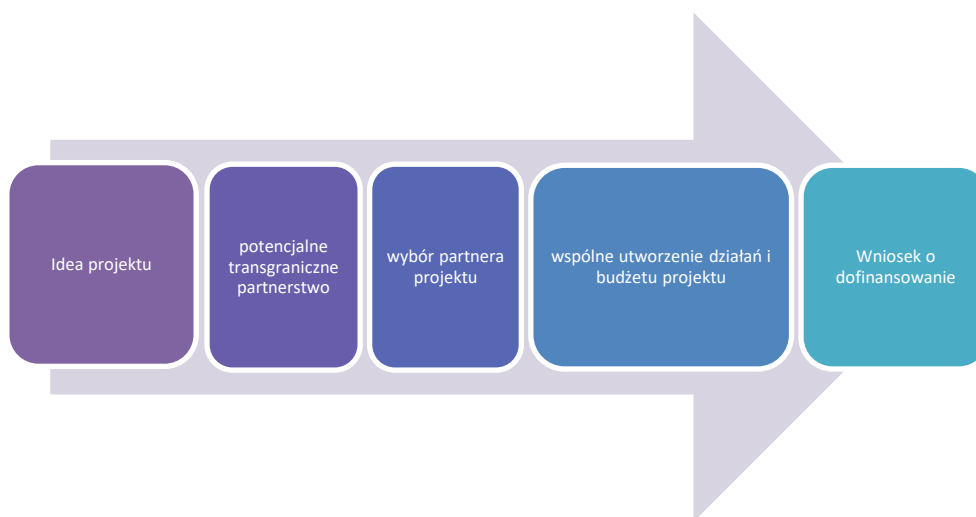 Idea projektu
potencjalne
transgraniczne
partnerstwo
wybór partnera
projektu
wspólne utworzenie działań i
budżetu projektu
Wniosek o
dofinansowanie